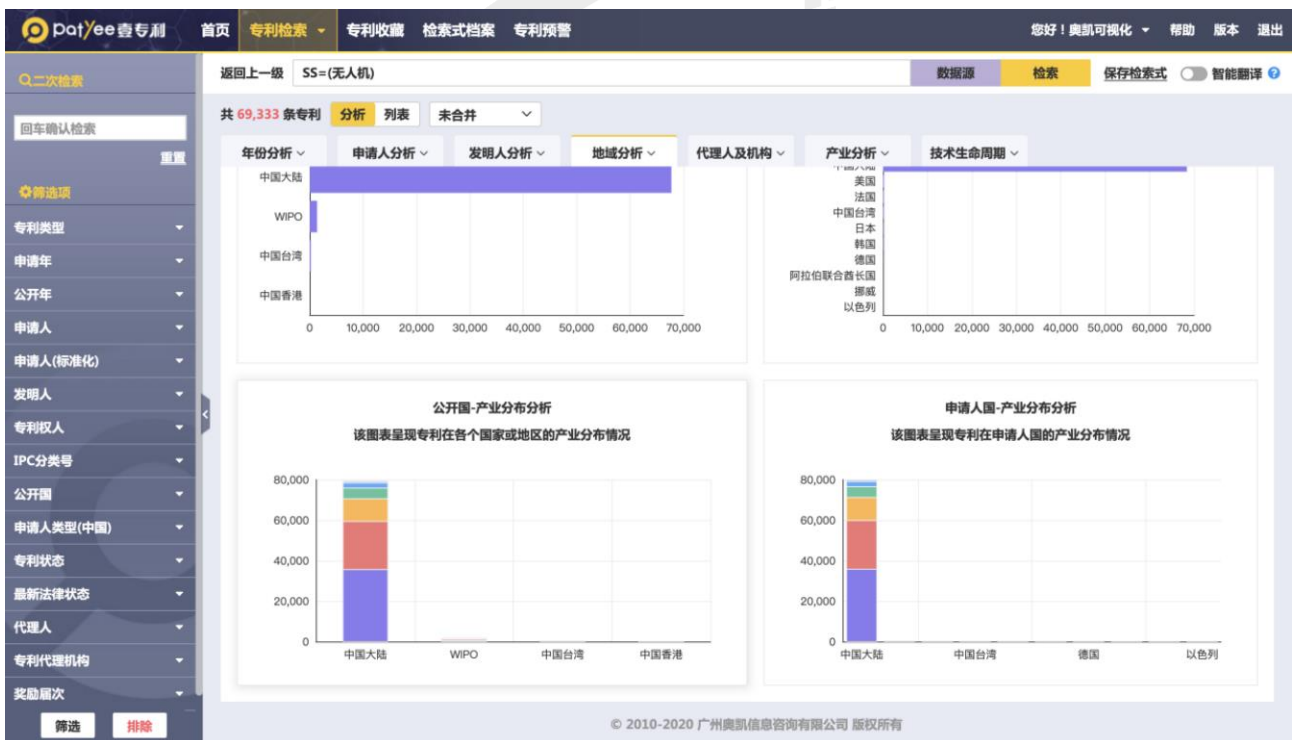 patyee壹专利 首页 专利检索 专利收藏 检索式档案 专利预警 您好！奥凯可视化 帮助 版本 退出
二次检索
回车确认检索
重置
筛选项
专利类型
申请年
公开年
申请人
申请人(标准化)
发明人
专利权人
IPC分类号
公开国
申请人类型(中国)
专利状态
最新法律状态
代理人
专利代理机构
奖励届次
筛选 排除
返回上一级 SS=(无人机) 数据源 检索 保存检索式 智能翻译 ?
共 69,333 条专利 分析 列表 未合并
年份分析 申请人分析 发明人分析 地域分析 代理人及机构 产业分析 技术生命周期
中国大陆
WIPO
中国台湾
中国香港
0 10,000 20,000 30,000 40,000 50,000 60,000 70,000
中国大陆
美国
法国
中国台湾
日本
韩国
德国
阿拉伯联合酋长国
挪威
以色列
0 10,000 20,000 30,000 40,000 50,000 60,000 70,000
公开国-产业分布分析
该图表呈现专利在各个国家或地区的产业分布情况
80,000
60,000
40,000
20,000
0
中国大陆 WIPO 中国台湾 中国香港
申请人国-产业分布分析
该图表呈现专利在申请人国的产业分布情况
80,000
60,000
40,000
20,000
0
中国大陆 中国台湾 德国 以色列
© 2010-2020 广州奥凯信息咨询有限公司 版权所有